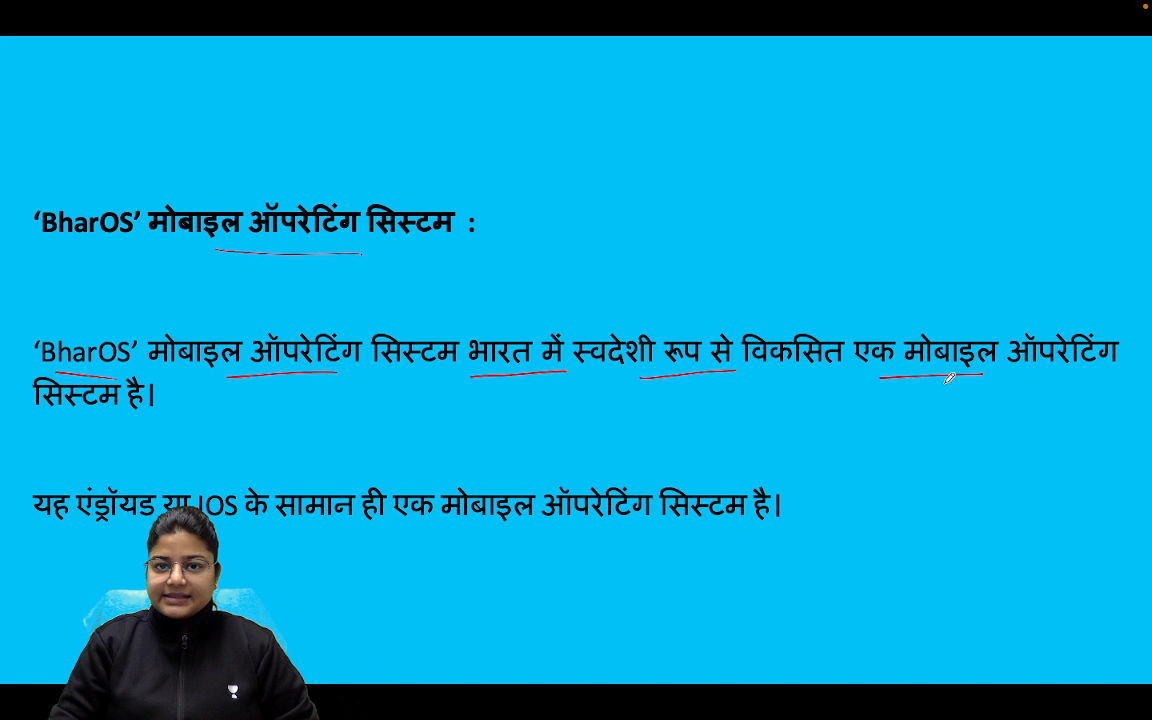 ‘BharOS’ मोबाइल ऑपरेटिंग सिस्टम :
‘BharOS’ मोबाइल ऑपरेटिंग सिस्टम भारत में स्वदेशी रूप से विकसित एक मोबाइल ऑपरेटिंग
सिस्टम है।
यह एंड्रॉयड या IOS के सामान ही एक मोबाइल ऑपरेटिंग सिस्टम है।